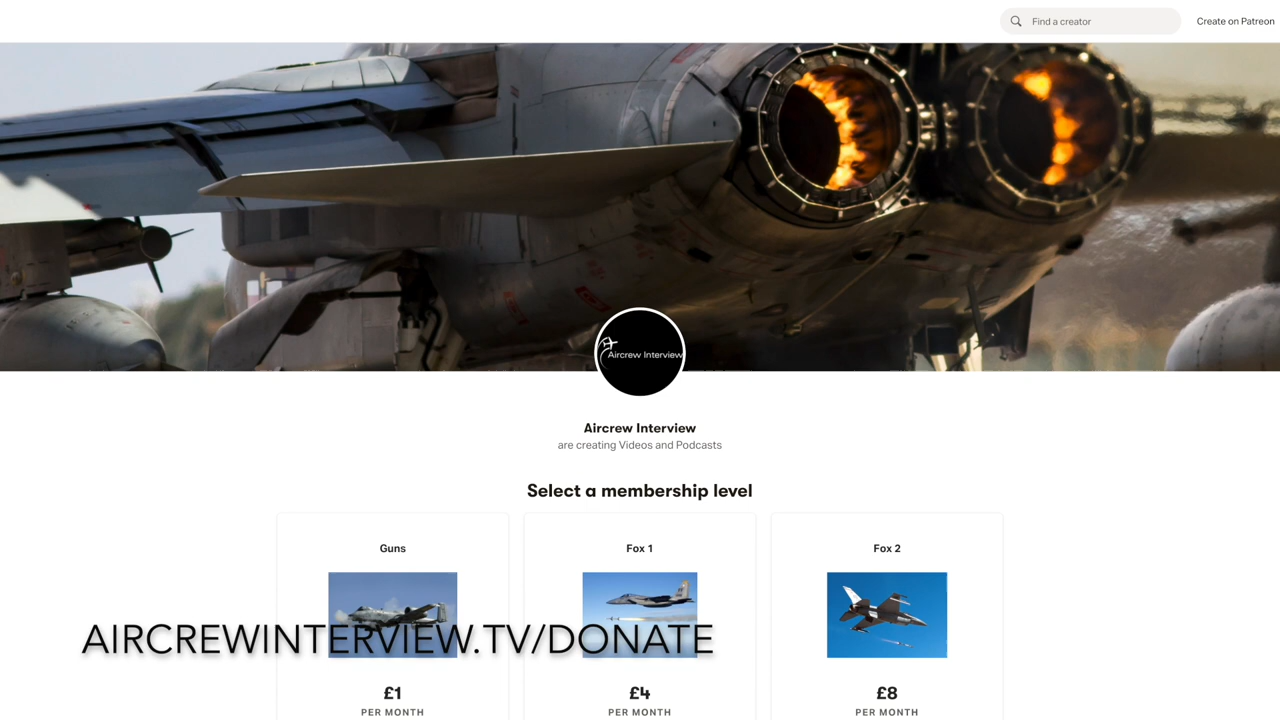 Find a creator
Create on Patreon
Aircrew Interview
Aircrew Interview
are creating Videos and Podcasts
Select a membership level
Guns
Fox 1
Fox 2
AIRCREWINTERVIEW.TV/DONATE
£1
£4
£8
PER MONTH
PER MONTH
PER MONTH